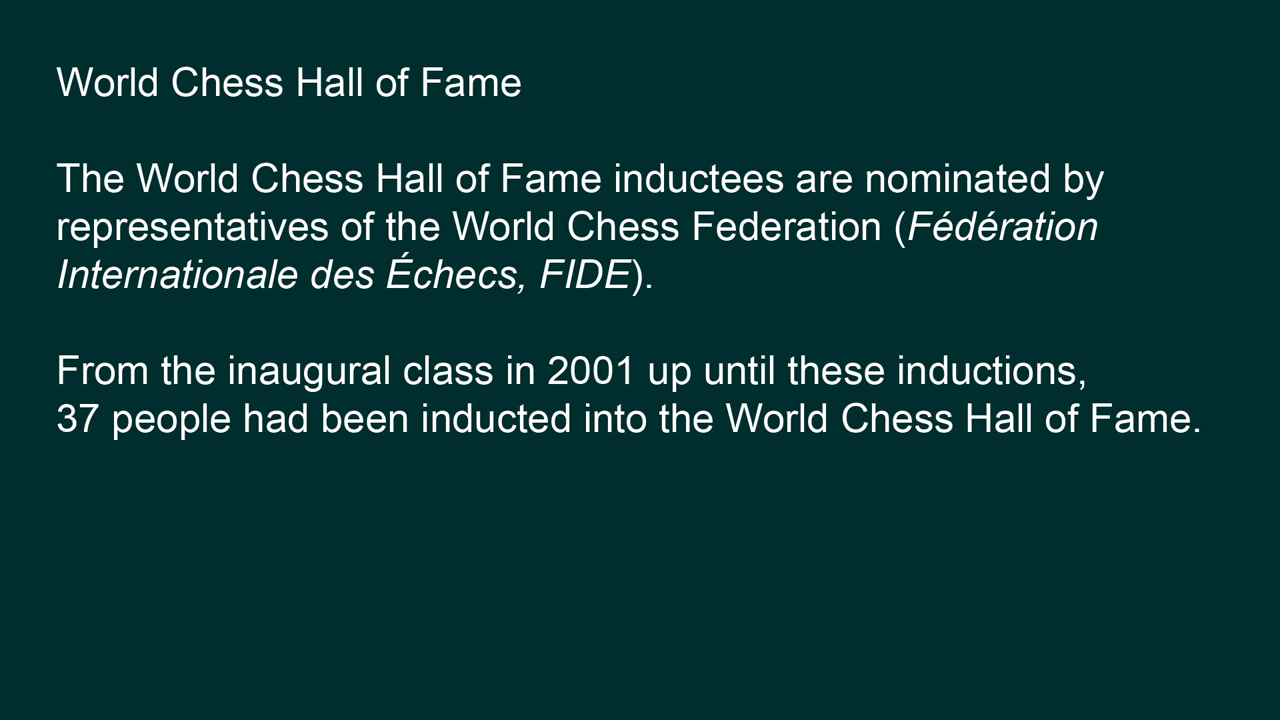 World Chess Hall of Fame
The World Chess Hall of Fame inductees are nominated by
representatives of the World Chess Federation (Fédération
Internationale des Échecs, FIDE).
From the inaugural class in 2001 up until these inductions,
37 people had been inducted into the World Chess Hall of Fame.